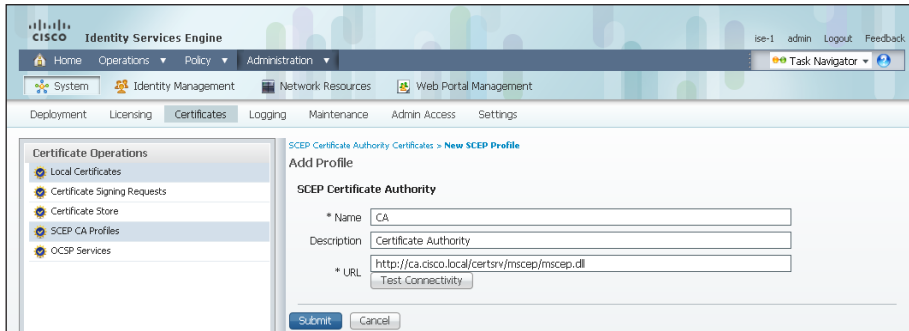 CISCO Identity Services Engine
ise-1 admin Logout Feedback
Home Operations Policy Administration
Task Navigator
System Identity Management Network Resources Web Portal Management
Deployment Licensing Certificates Logging Maintenance Admin Access Settings
Certificate Operations
Local Certificates
Certificate Signing Requests
Certificate Store
SCEP CA Profiles
OCSP Services
SCEP Certificate Authority Certificates > New SCEP Profile
Add Profile
SCEP Certificate Authority
* Name CA
Description Certificate Authority
* URL http://ca.cisco.local/certsrv/mscep/mscep.dll
Test Connectivity
Submit Cancel